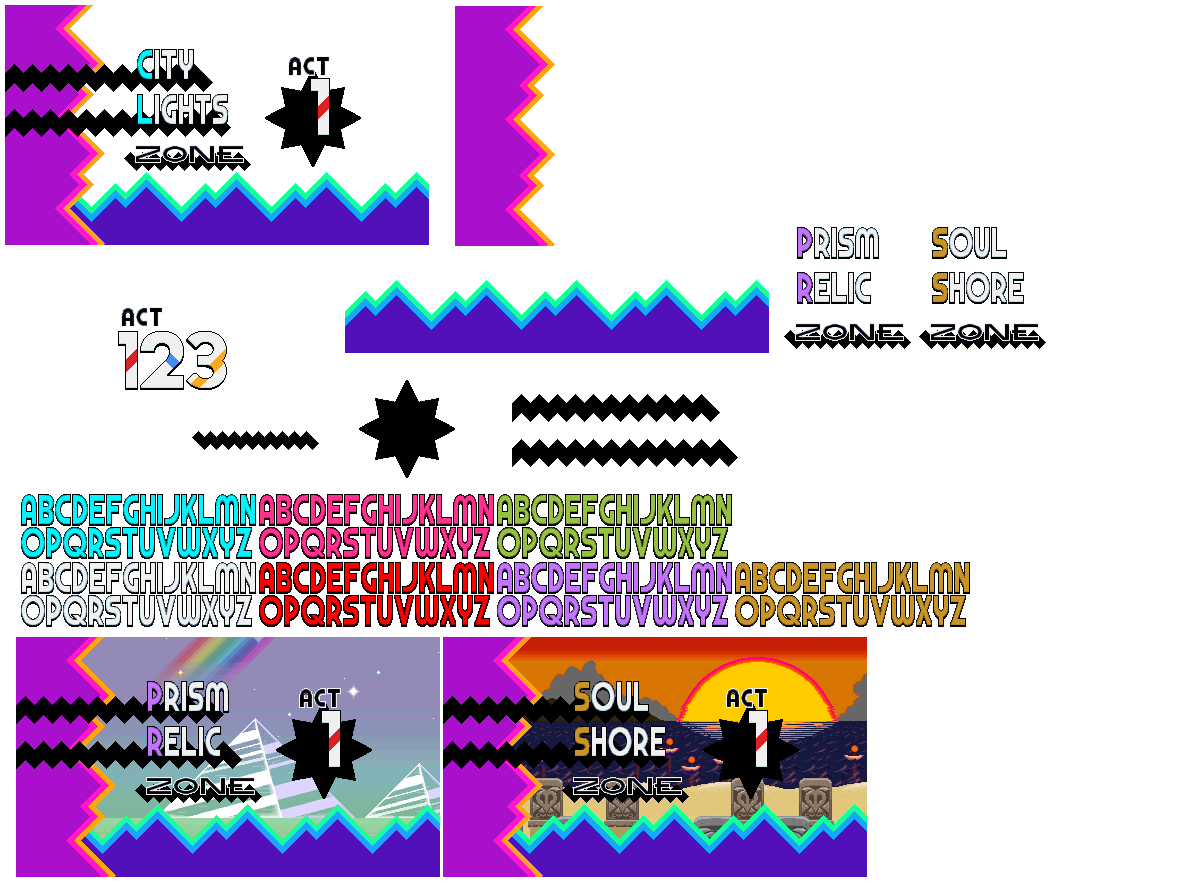 CITY
LIGHTS
ZONE
ACT
1
PRISM
RELIC
ZONE
SOUL
SHORE
ZONE
ACT
123
ABCDEFGHIJKLMN ABCDEFGHIJKLMN ABCDEFGHIJKLMN
OPQRSTUVWXYZ OPQRSTUVWXYZ OPQRSTUVWXYZ
ABCDEFGHIJKLMN ABCDEFGHIJKLMN ABCDEFGHIJKLMN ABCDEFGHIJKLMN
OPQRSTUVWXYZ OPQRSTUVWXYZ OPQRSTUVWXYZ OPQRSTUVWXYZ
PRISM
RELIC
ZONE
ACT
1
SOUL
SHORE
ZONE
ACT
1